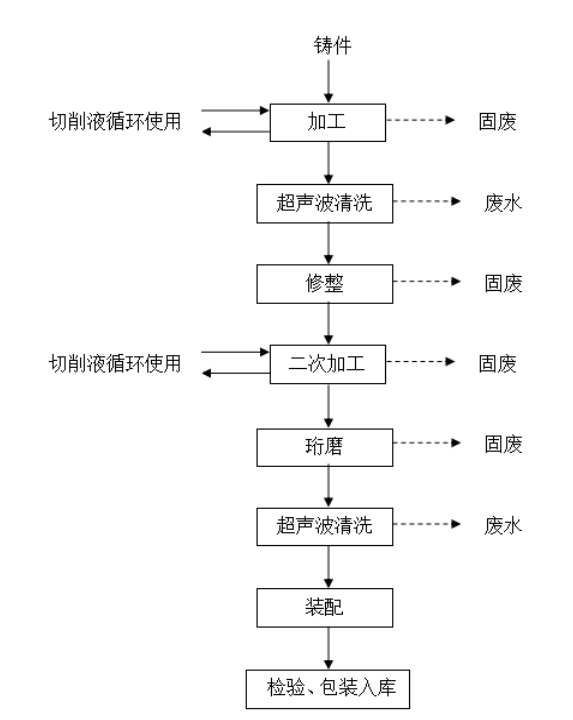 铸件
切削液循环使用
加工
固废
超声波清洗
废水
修整
固废
切削液循环使用
二次加工
固废
珩磨
固废
超声波清洗
废水
装配
检验、包装入库